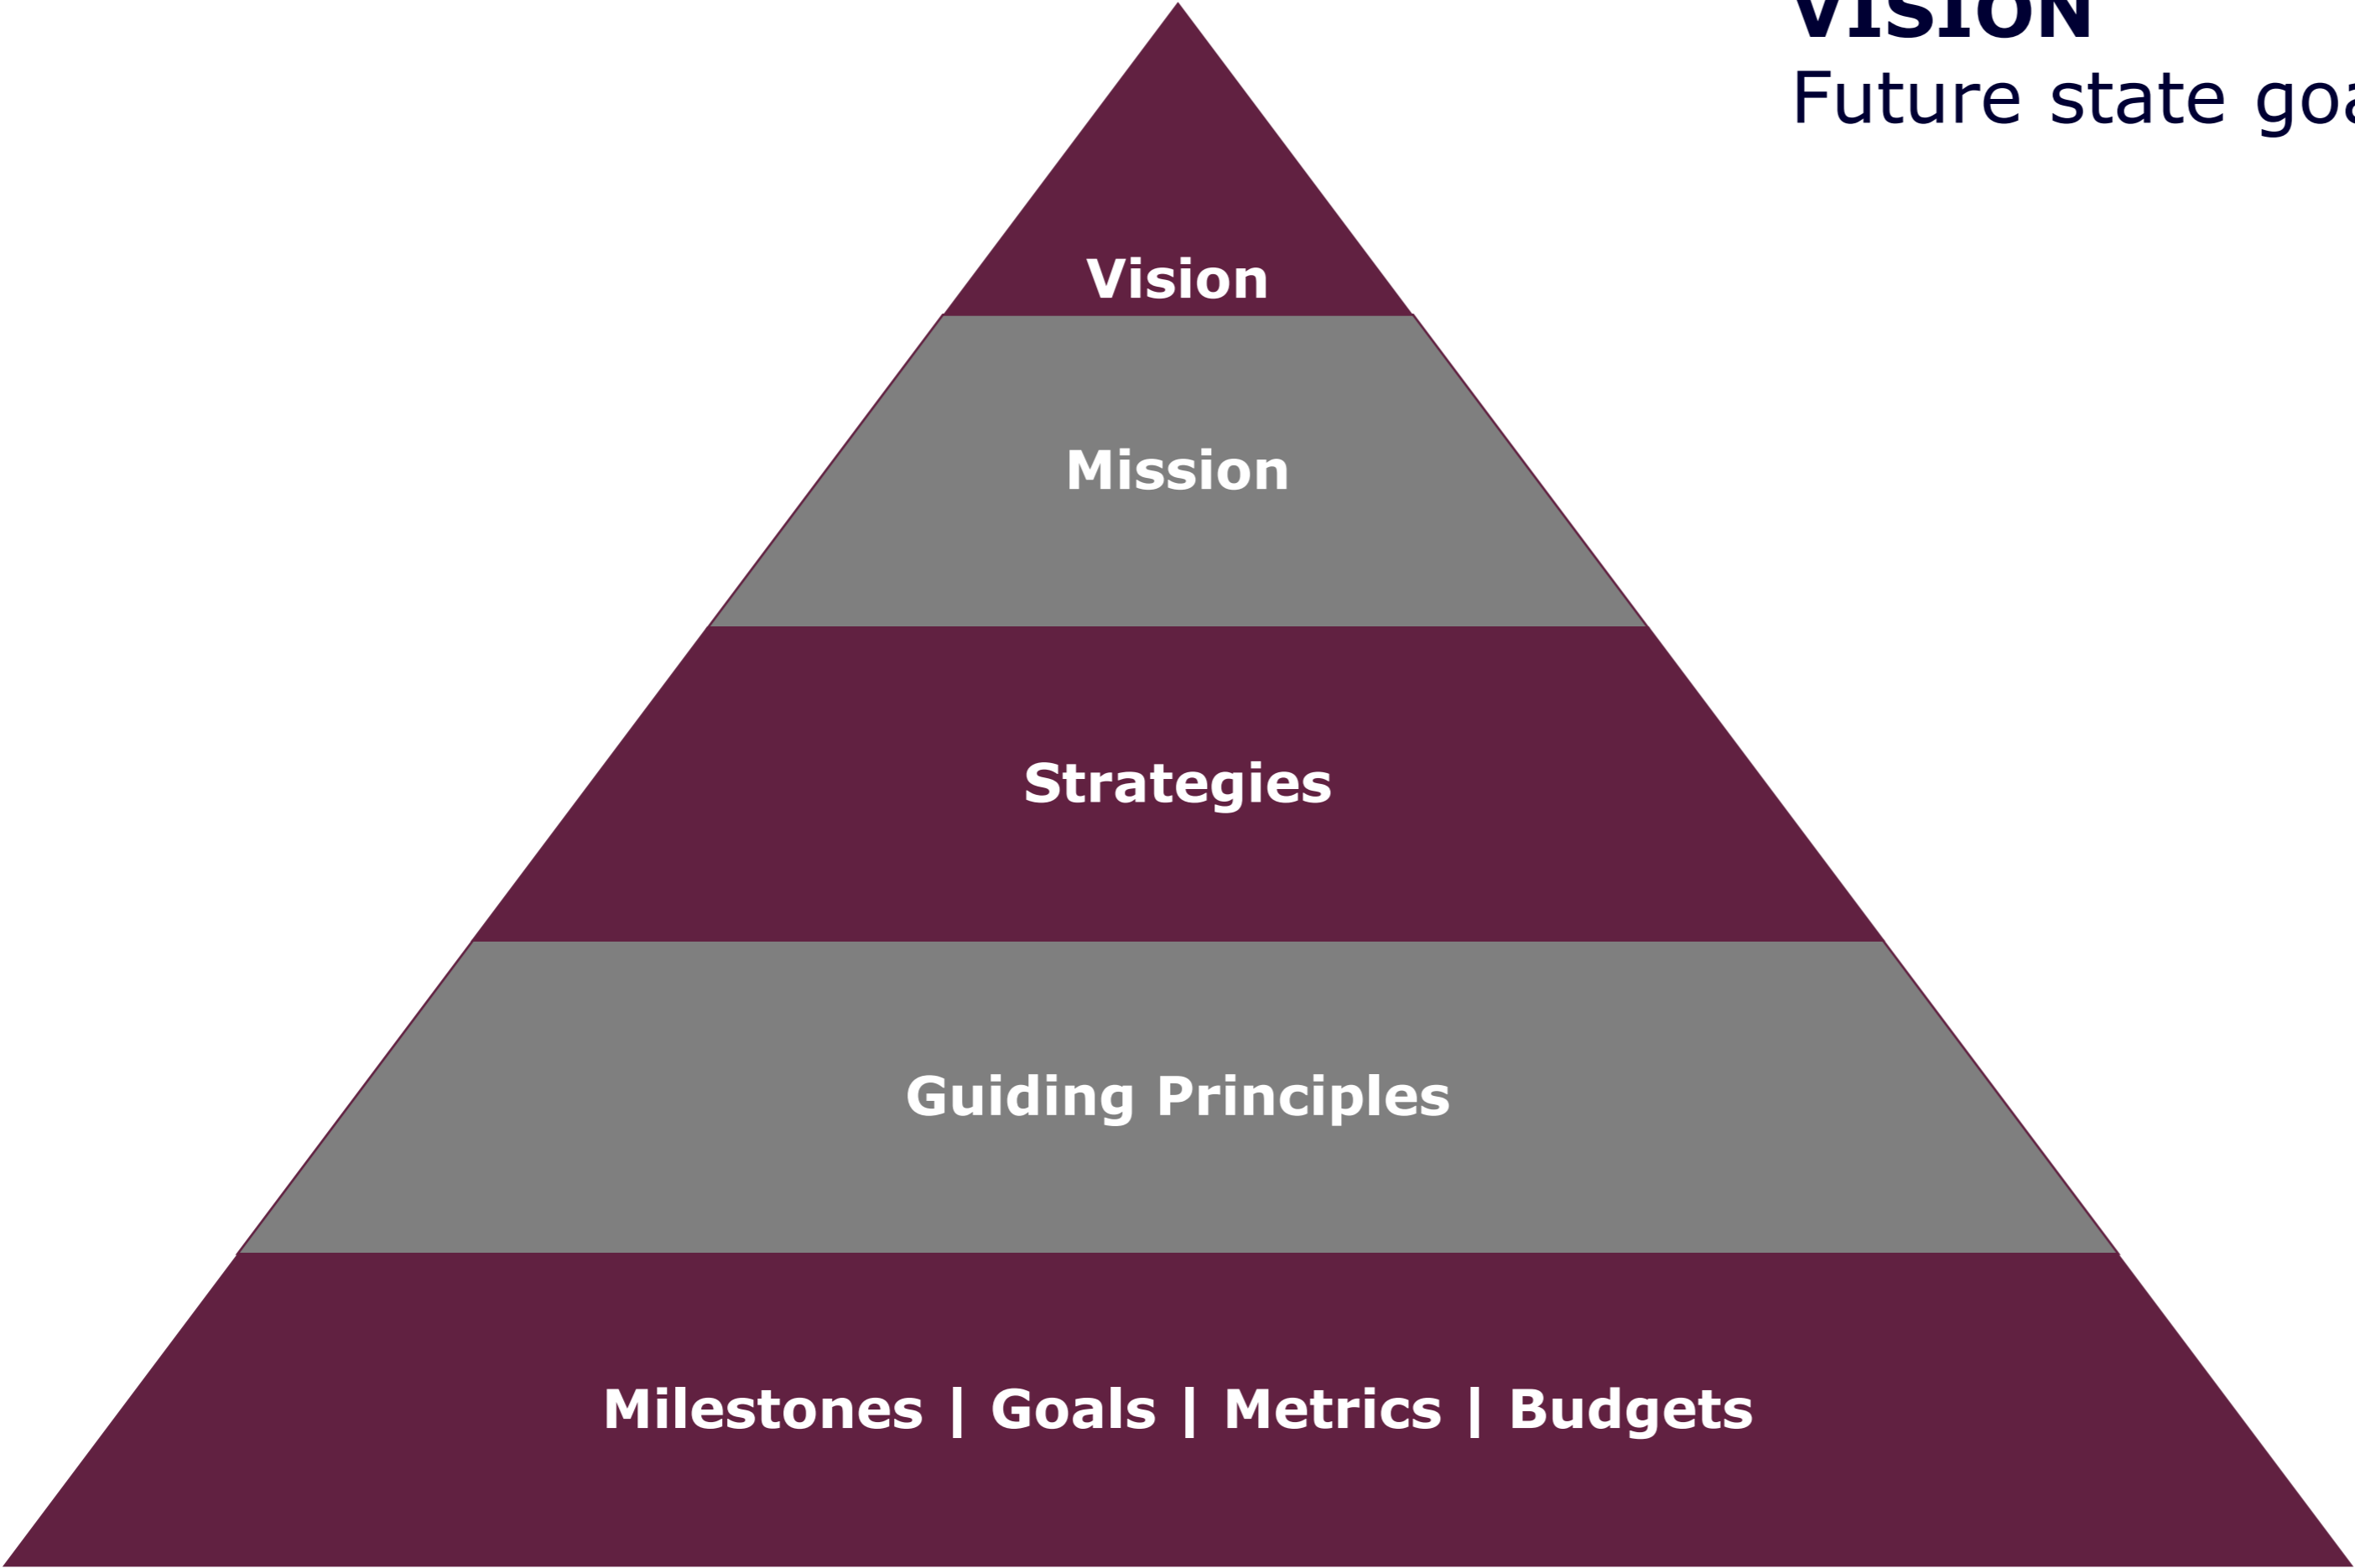 VISION
Future state
Vision
Mission
Strategies
Guiding Principles
Milestones | Goals | Metrics | Budgets